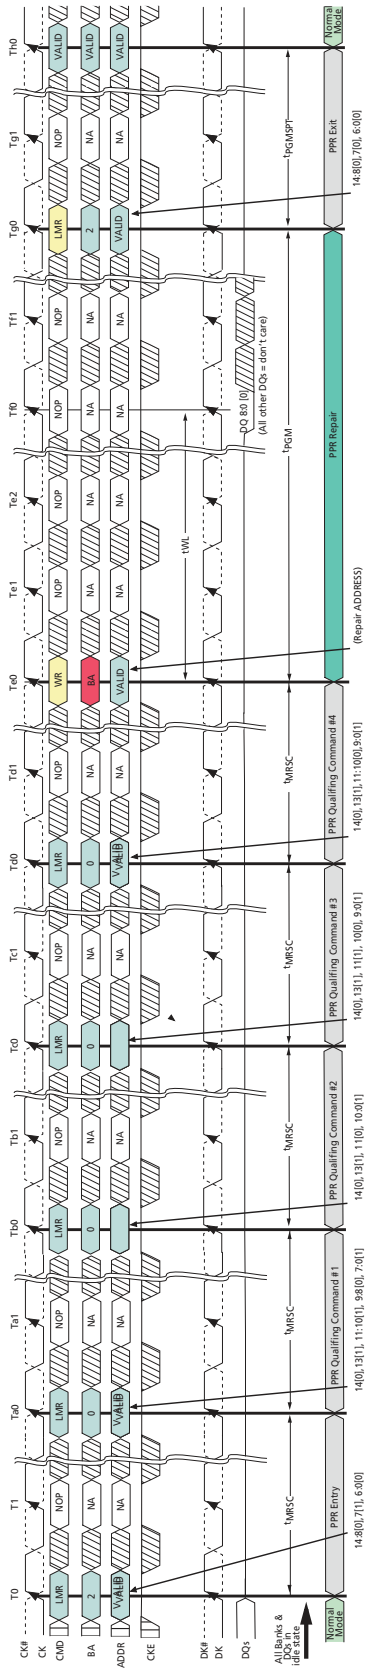 T0 T1 Ta0 Ta1 Tb0 Tb1 Tc0 Tc1 Td0 Td1 Te0 Te1 Te2 Tf0 Tf1 Tg0 Tg1 Th0
CK#
CK
CMD LMR NOP LMR NOP LMR NOP LMR NOP LMR NOP WR NOP NOP NOP NOP LMR NOP VALID
BA 2 NA 0 NA 0 NA 0 NA 0 NA BA NA NA NA NA 2 NA VALID
ADDR VALID NA VALID NA NA NA VALID NA VALID NA NA NA NA VALID NA VALID
CKE
tWL
DK#
DK
DQs
DQ 8:0 [0]
(All other DQs = don't care)
All Banks &
DQs in
idle state
tMRSC tMRSC tMRSC tMRSC tMRSC tPGM tPGMSPT
Normal
Mode
PPR Entry
PPR Qualifing Command #1
PPR Qualifing Command #2
PPR Qualifing Command #3
PPR Qualifing Command #4
PPR Repair
PPR Exit
Normal
Mode
14:8[0],7[1], 6:0[0]
14[0],13[1], 11:10[1], 9:8[0], 7:0[1]
14[0],13[1], 11[0], 10:0[1]
14[0],13[1], 11[1], 10[0], 9:0[1]
14[0],13[1],11:10[0],9:0[1]
(Repair ADDRESS)
14:8[0],7[0], 6:0[0]